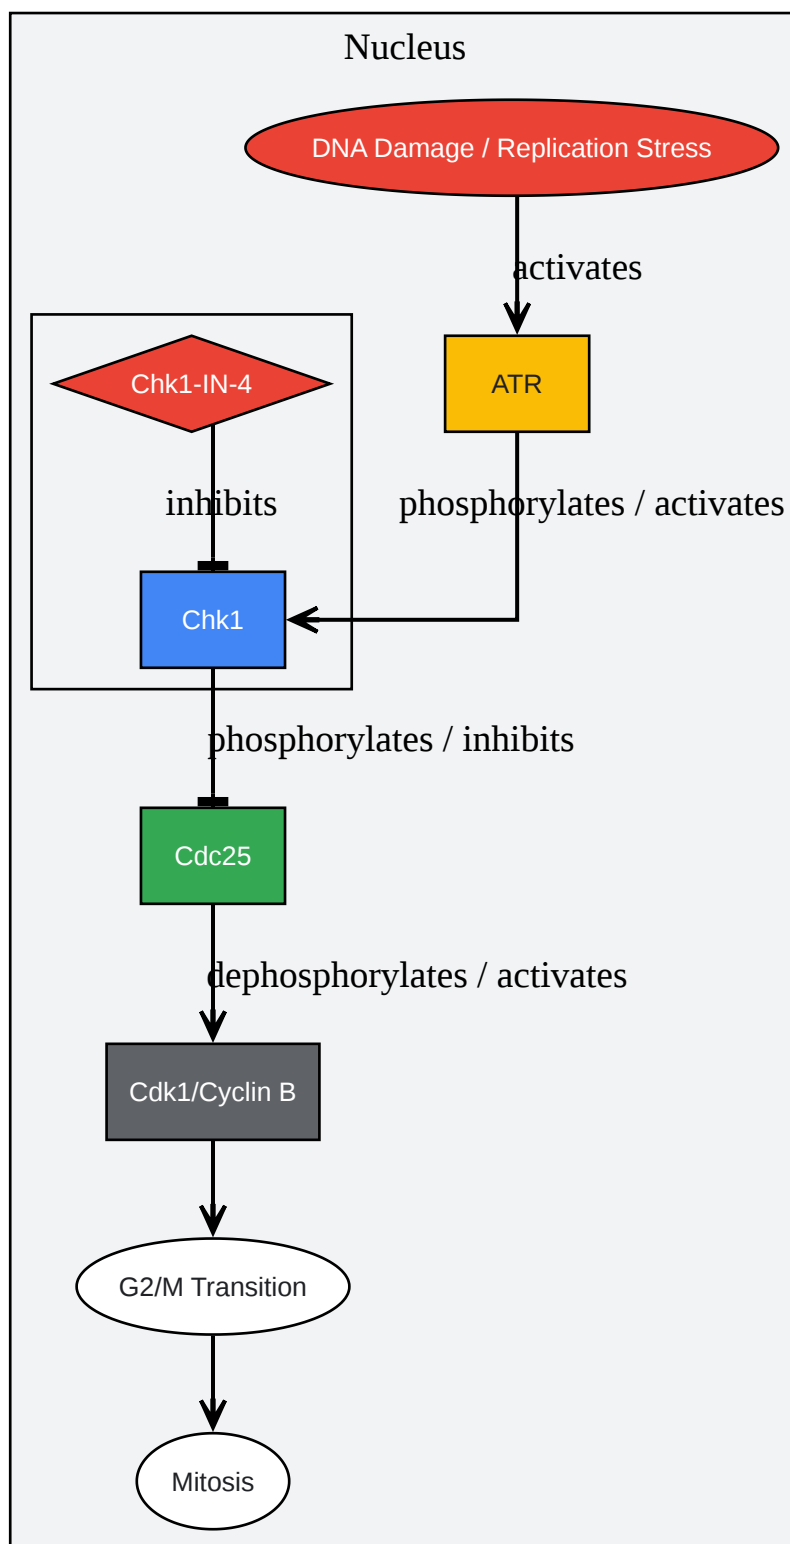 Nucleus
DNA Damage / Replication Stress
activates
Chk1-IN-4
ATR
inhibits
phosphorylates / activates
Chk1
phosphorylates / inhibits
Cdc25
dephosphorylates / activates
Cdk1/Cyclin B
G2/M Transition
Mitosis